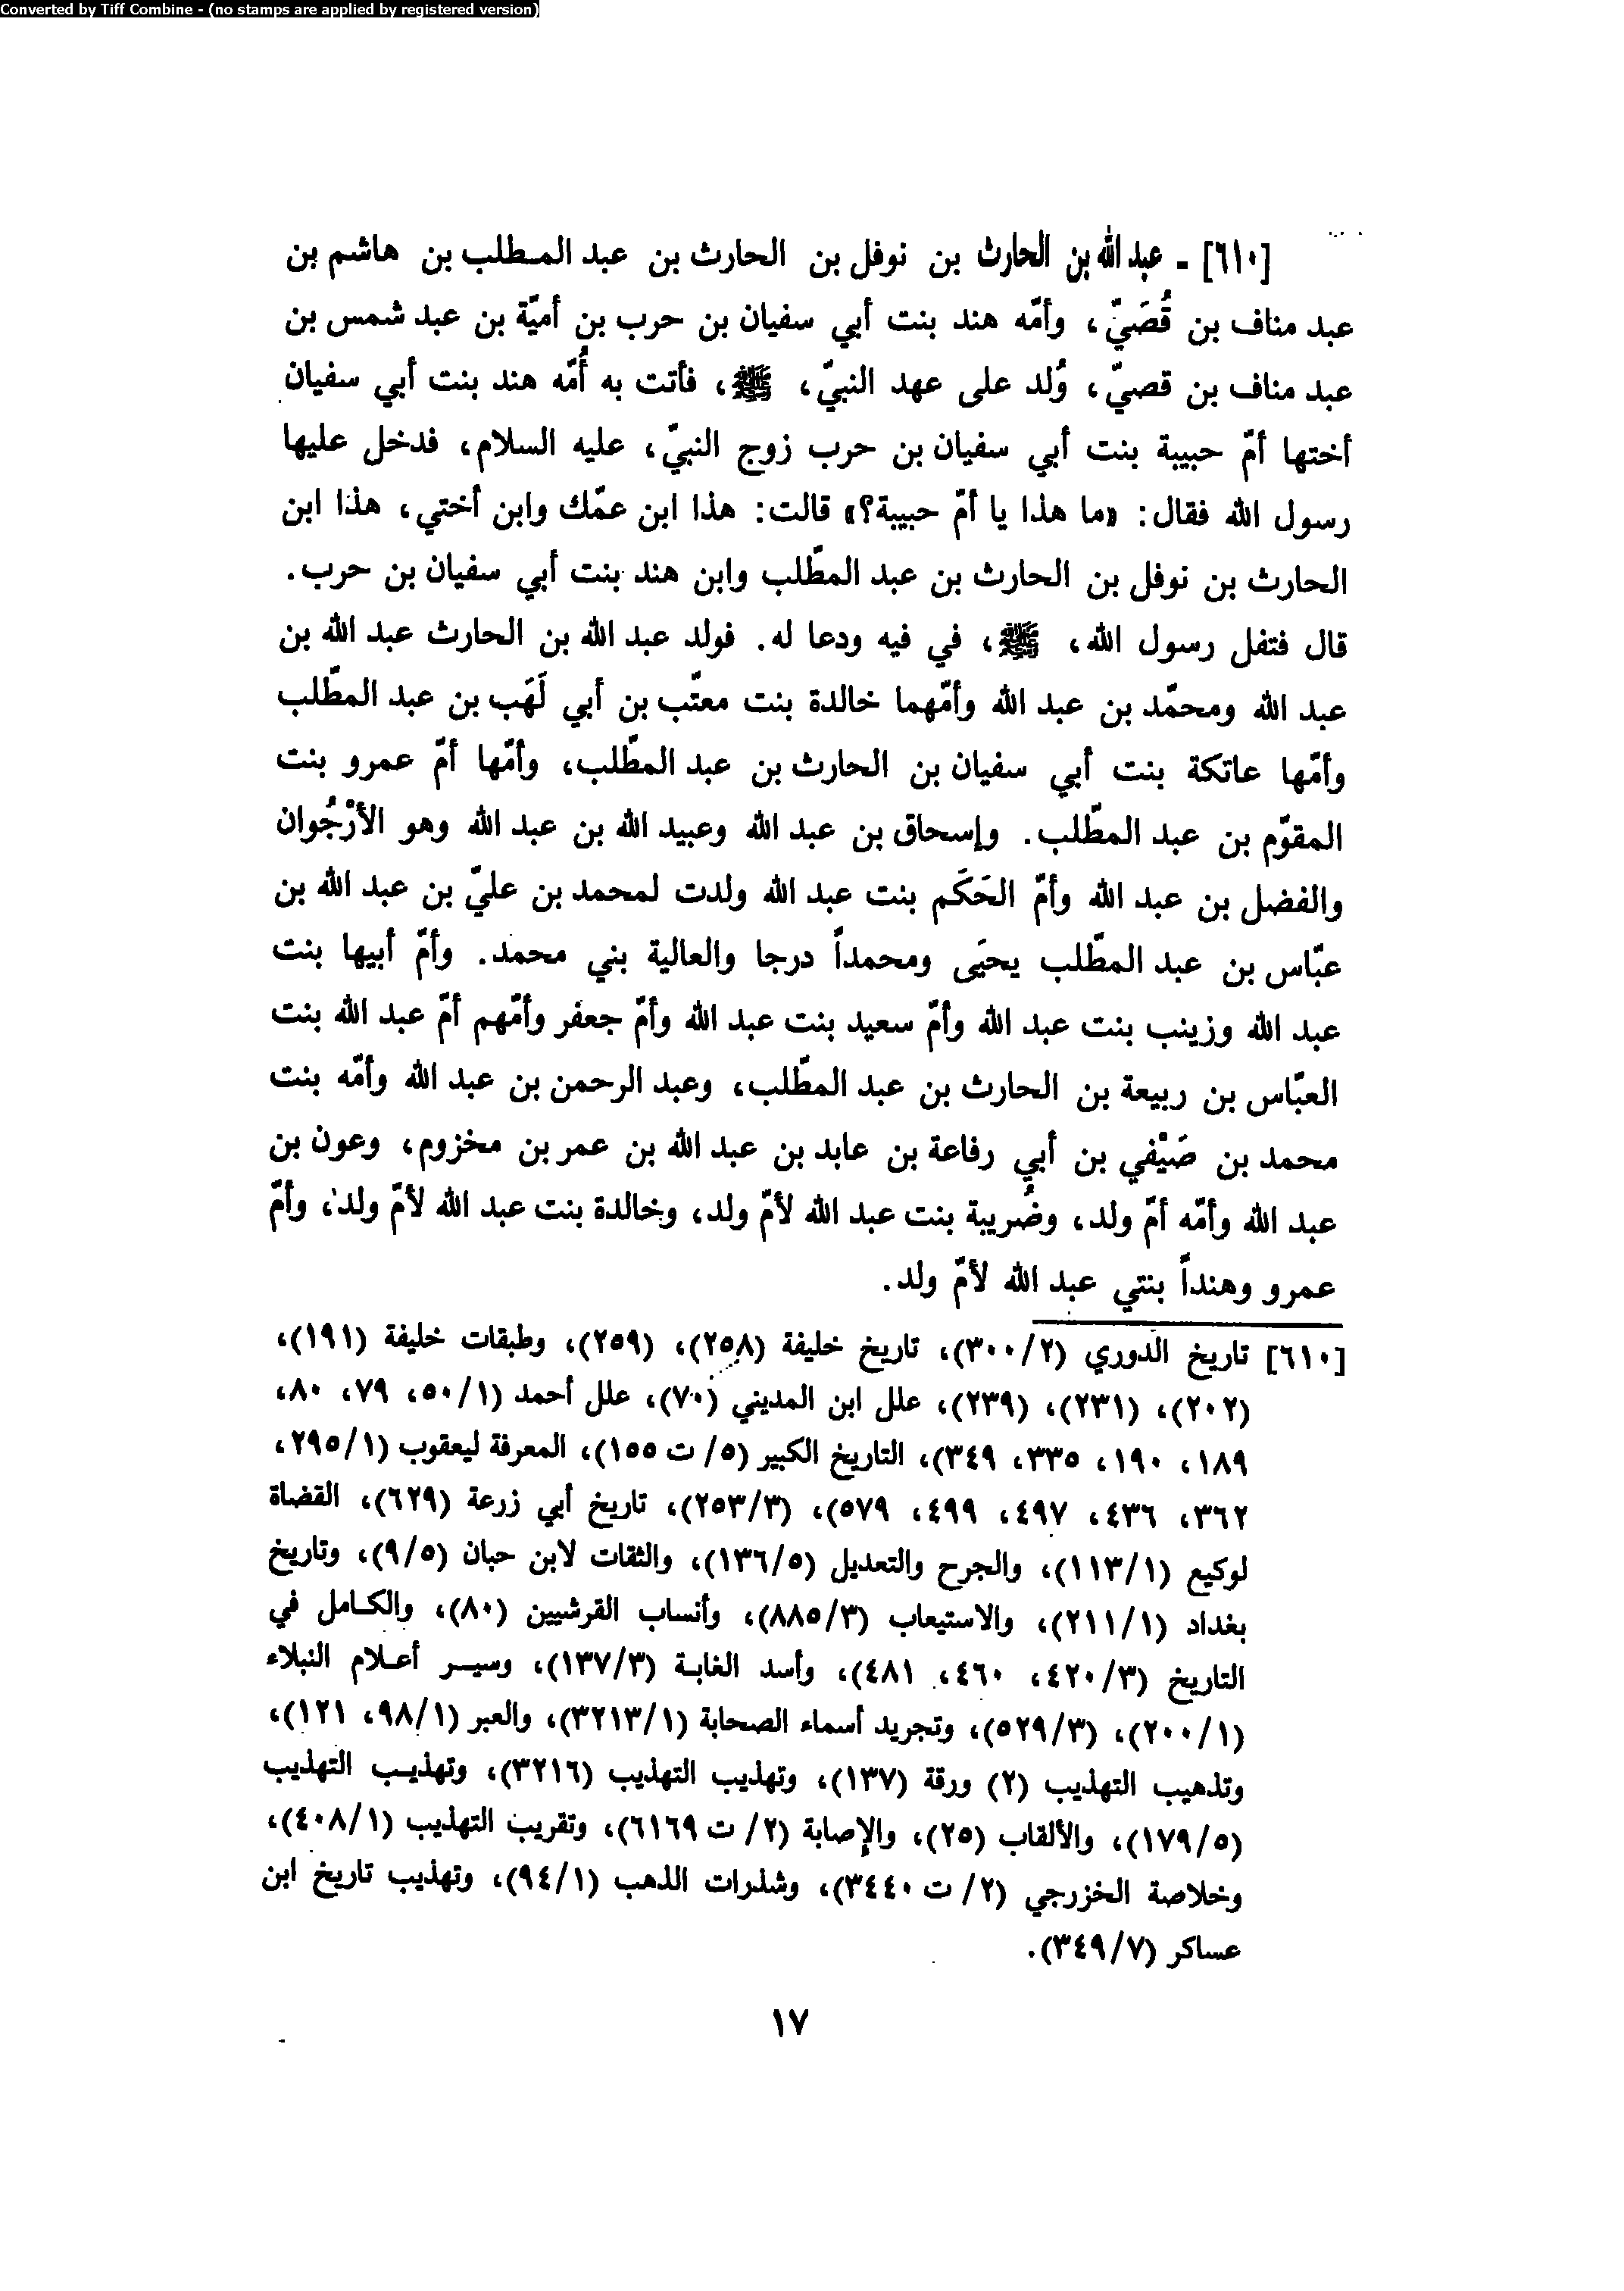 Converted by Tiff Combine - (no stamps are applied by registered version)
[٦١٠] - عبد الله بن الحارث بن نوفل بن الحارث بن عبد المطلب بن هاشم بن
عبد مناف بن قُصَيّ، وأمّه هند بنت أبي سفيان بن حرب بن أميّة بن عبد شمس بن
عبد مناف بن قصيّ، وُلد على عهد النبيّ، ﷺ، فأتت به أُمّه هند بنت أبي سفيان
أختها أمّ حبيبة بنت أبي سفيان بن حرب زوج النبيّ، عليه السلام، فدخل عليها
رسول الله فقال: «ما هذا يا أمّ حبيبة؟» قالت: هذا ابن عمّك وابن أختي، هذا ابن
الحارث بن نوفل بن الحارث بن عبد المطّلب وابن هند بنت أبي سفيان بن حرب.
قال فتفل رسول الله، ﷺ، في فيه ودعا له. فولد عبد الله بن الحارث عبد الله بن
عبد الله ومحمّد بن عبد الله وأمّهما خالدة بنت معتّب بن أبي لَهَب بن عبد المطّلب
وأمّها عاتكة بنت أبي سفيان بن الحارث بن عبد المطّلب، وأمّها أمّ عمرو بنت
المقوّم بن عبد المطّلب. وإسحاق بن عبد الله وعبيد الله بن عبد الله وهو الأرْجُوان
والفضل بن عبد الله وأمّ الحَكَم بنت عبد الله ولدت لمحمد بن عليّ بن عبد الله بن
عبّاس بن عبد المطّلب يحيَى ومحمداً درجا والعالية بني محمد. وأمّ أبيها بنت
عبد الله وزينب بنت عبد الله وأمّ سعيد بنت عبد الله وأمّ جعفر وأمّهم أمّ عبد الله بنت
العبّاس بن ربيعة بن الحارث بن عبد المطّلب، وعبد الرحمن بن عبد الله وأمّه بنت
محمد بن صَيْفي بن أبي رفاعة بن عابد بن عبد الله بن عمر بن مخزوم، وعون بن
عبد الله وأمّه أمّ ولد، وضُريبة بنت عبد الله لأمّ ولد، وخالدة بنت عبد الله لأمّ ولد، وأمّ
عمرو وهنداً بنتي عبد الله لأمّ ولد.
[٦١٠] تاريخ الدوري (٣٠٠/٢)، تاريخ خليفة (٢٥٨)، (٢٥٩)، وطبقات خليفة (١٩١)،
(٢٠٢)، (٢٣١)، (٢٣٩)، علل ابن المديني (٧٠)، علل أحمد (٥٠/١، ٧٩، ٨٠،
١٨٩، ١٩٠، ٣٣٥، ٣٤٩)، التاريخ الكبير (٥/ ت ١٥٥)، المعرفة ليعقوب (٢٩٥/١،
٣٦٢، ٤٣٦، ٤٩٧، ٤٩٩، ٥٧٩)، (٢٥٣/٣)، تاريخ أبي زرعة (٦٢٩)، القضاة
لوكيع (١١٣/١)، والجرح والتعديل (١٣٦/٥)، والثقات لابن حبان (٩/٥)، وتاريخ
بغداد (٢١١/١)، والاستيعاب (٨٨٥/٣)، وأنساب القرشيين (٨٠)، والكامل في
التاريخ (٤٢٠/٣، ٤٦٠، ٤٨١)، وأسد الغابة (١٣٧/٣)، وسير أعلام النبلاء
(٢٠٠/١)، (٥٢٩/٣)، وتجريد أسماء الصحابة (٣٢١٣/١)، والعبر (٩٨/١، ١٢١)،
وتذهيب التهذيب (٢) ورقة (١٣٧)، وتهذيب التهذيب (٣٢١٦)، وتهذيب التهذيب
(١٧٩/٥)، والألقاب (٢٥)، والإصابة (٢/ ت ٦١٦٩)، وتقريب التهذيب (٤٠٨/١)،
وخلاصة الخزرجي (٢/ ت ٣٤٤٠)، وشذرات الذهب (٩٤/١)، وتهذيب تاريخ ابن
عساكر (٣٤٩/٧).
١٧